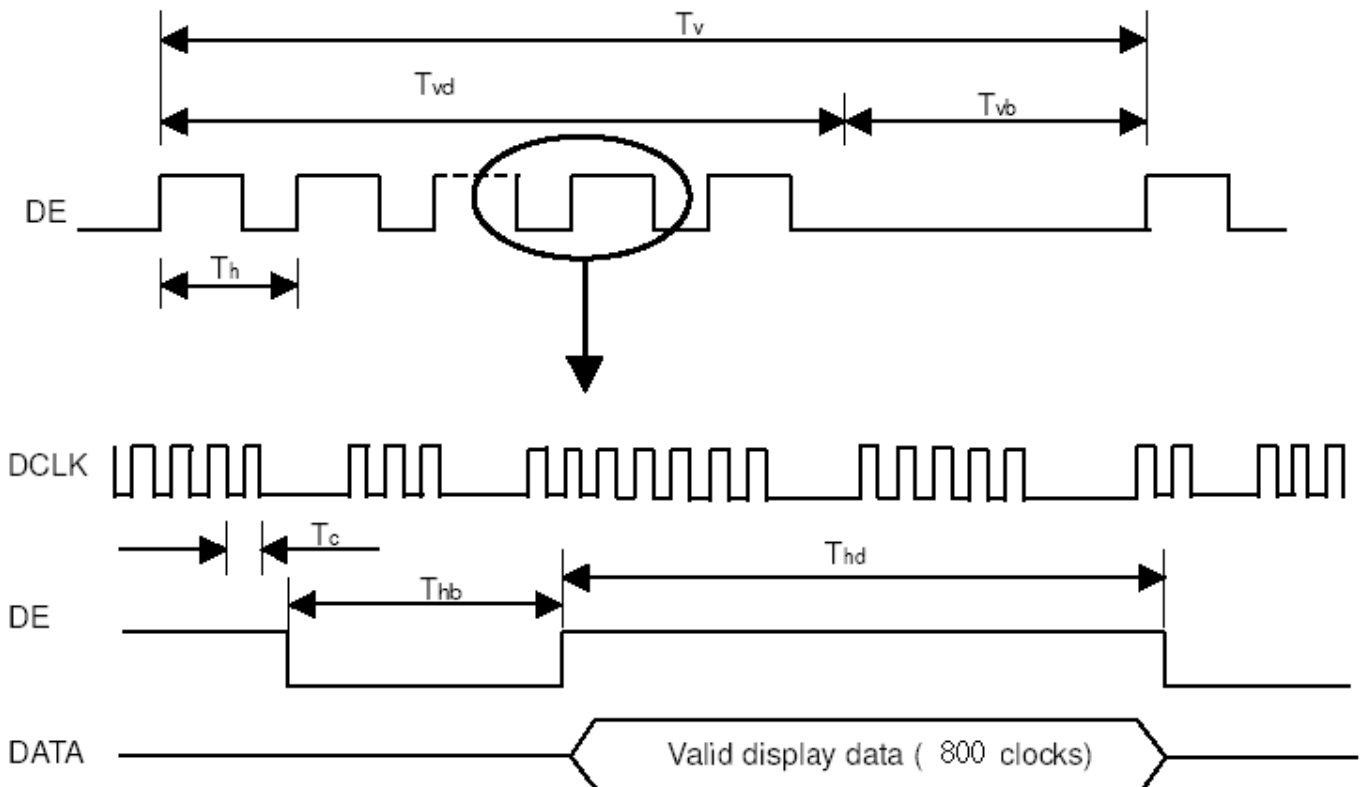 Tv
Tvd
Tvb
DE
Th
DCLK
Tc
Thd
Thb
DE
DATA
Valid display data ( 800 clocks)